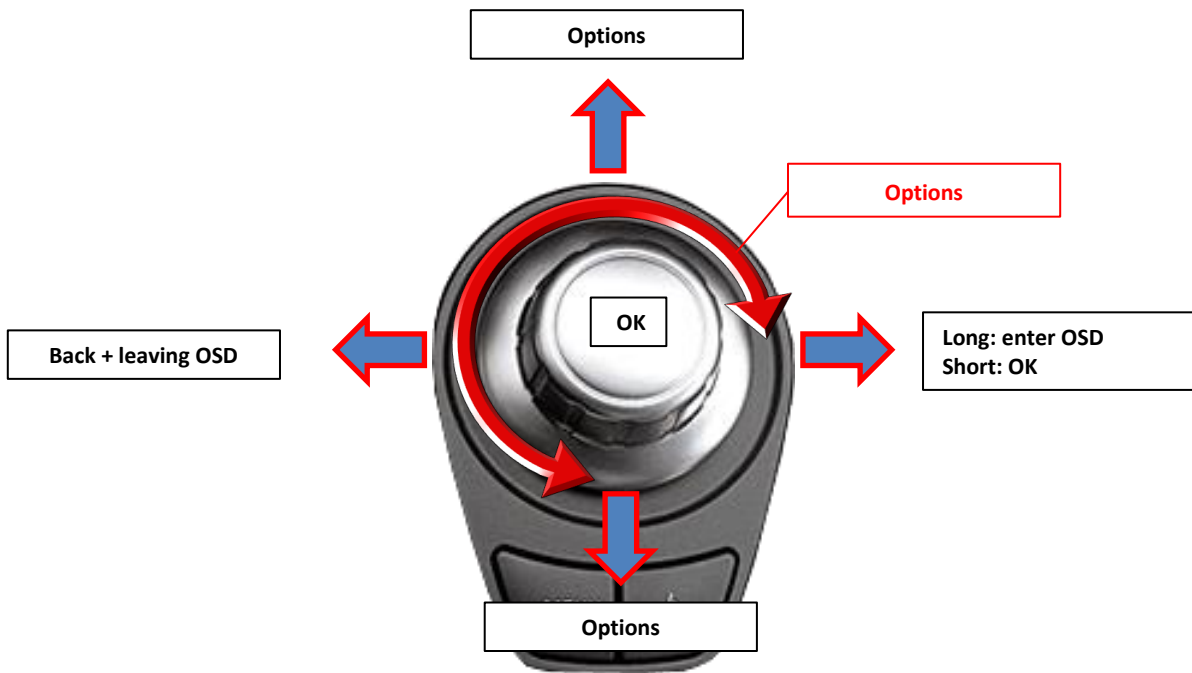 Options
Options
OK
Back + leaving OSD
Long: enter OSD
Short: OK
Options